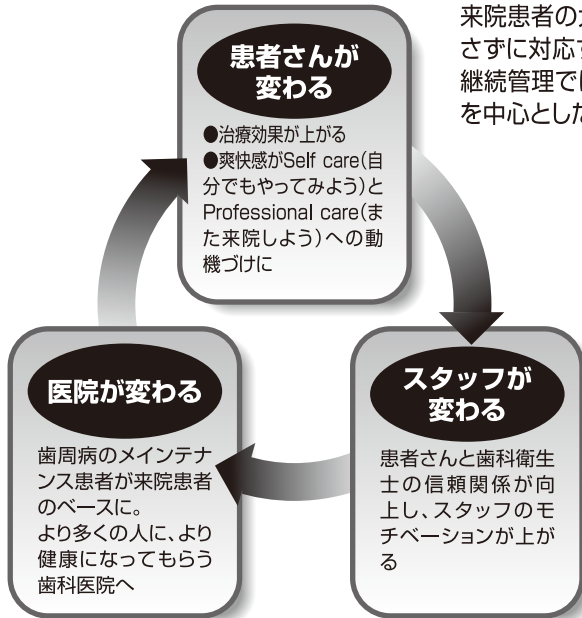 来院患者の
さずに対応す
継続管理では
を中心とした
患者さんが
変わる
●治療効果が上がる
●爽快感がSelf care(自
分でもやってみよう)と
Professional care(ま
た来院しよう)への動
機づけに
医院が変わる
歯周病のメインテナ
ンス患者が来院患者
のベースに。
より多くの人に、より
健康になってもらう
歯科医院へ
スタッフが
変わる
患者さんと歯科衛生
士の信頼関係が向
上し、スタッフのモ
チベーションが上が
る